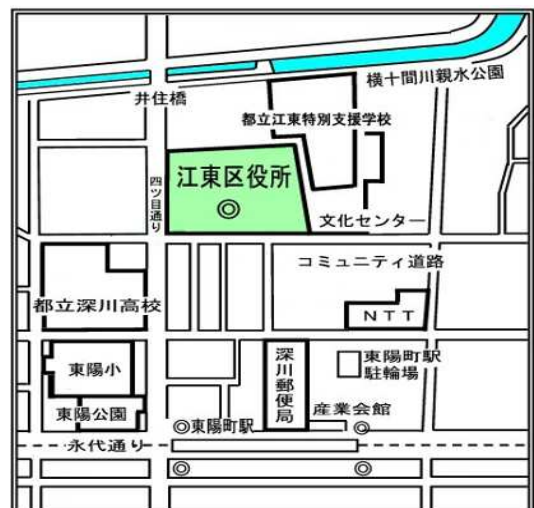 横十間川親水公園
井住橋
都立江東特別支援学校
江東区役所
四ツ目通り
文化センター
コミュニティ道路
都立深川高校
NTT
東陽小
深川郵便局
東陽町駅
駐輪場
東陽公園
産業会館
東陽町駅
永代通り